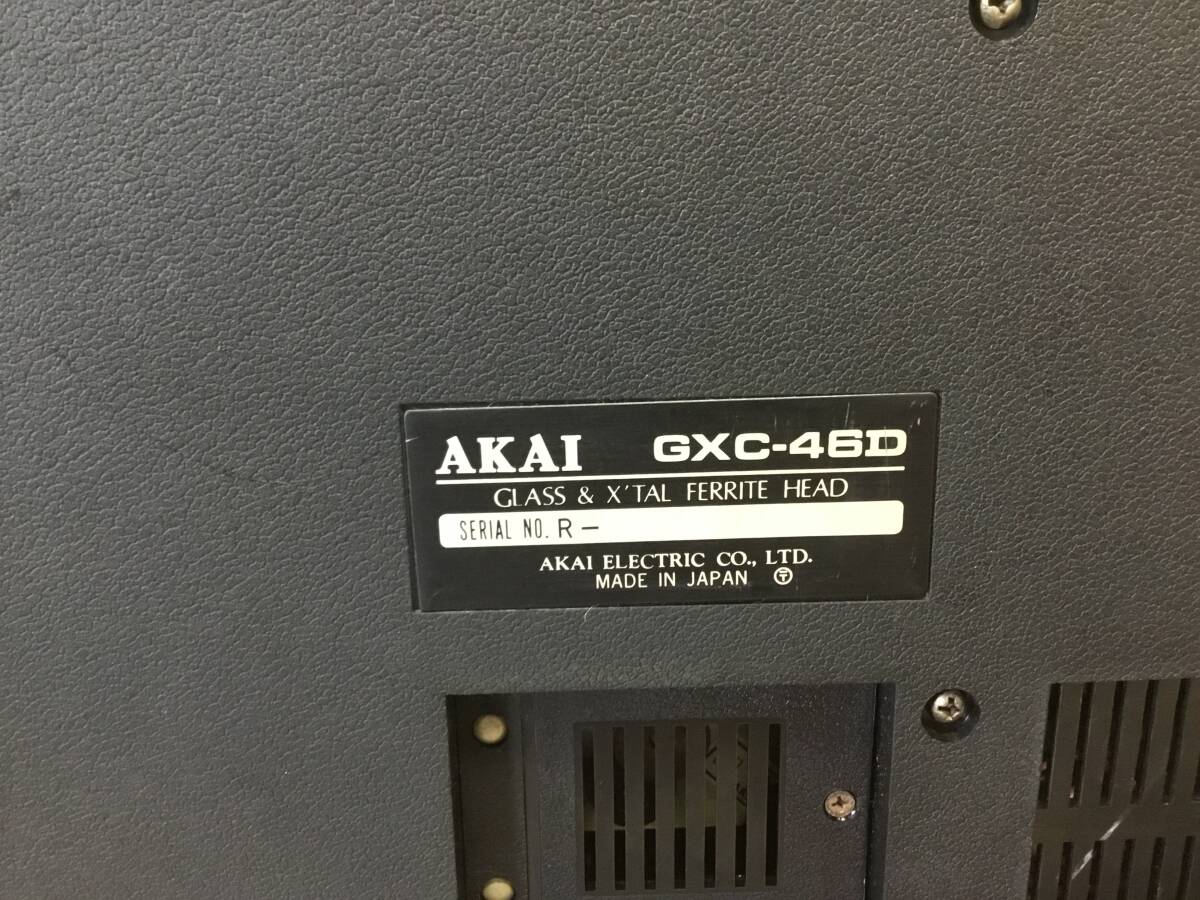 AKAI GXC-46D
GLASS & X'TAL FERRITE HEAD
SERIAL NO. R-
AKAI ELECTRIC CO., LTD.
MADE IN JAPAN 〒